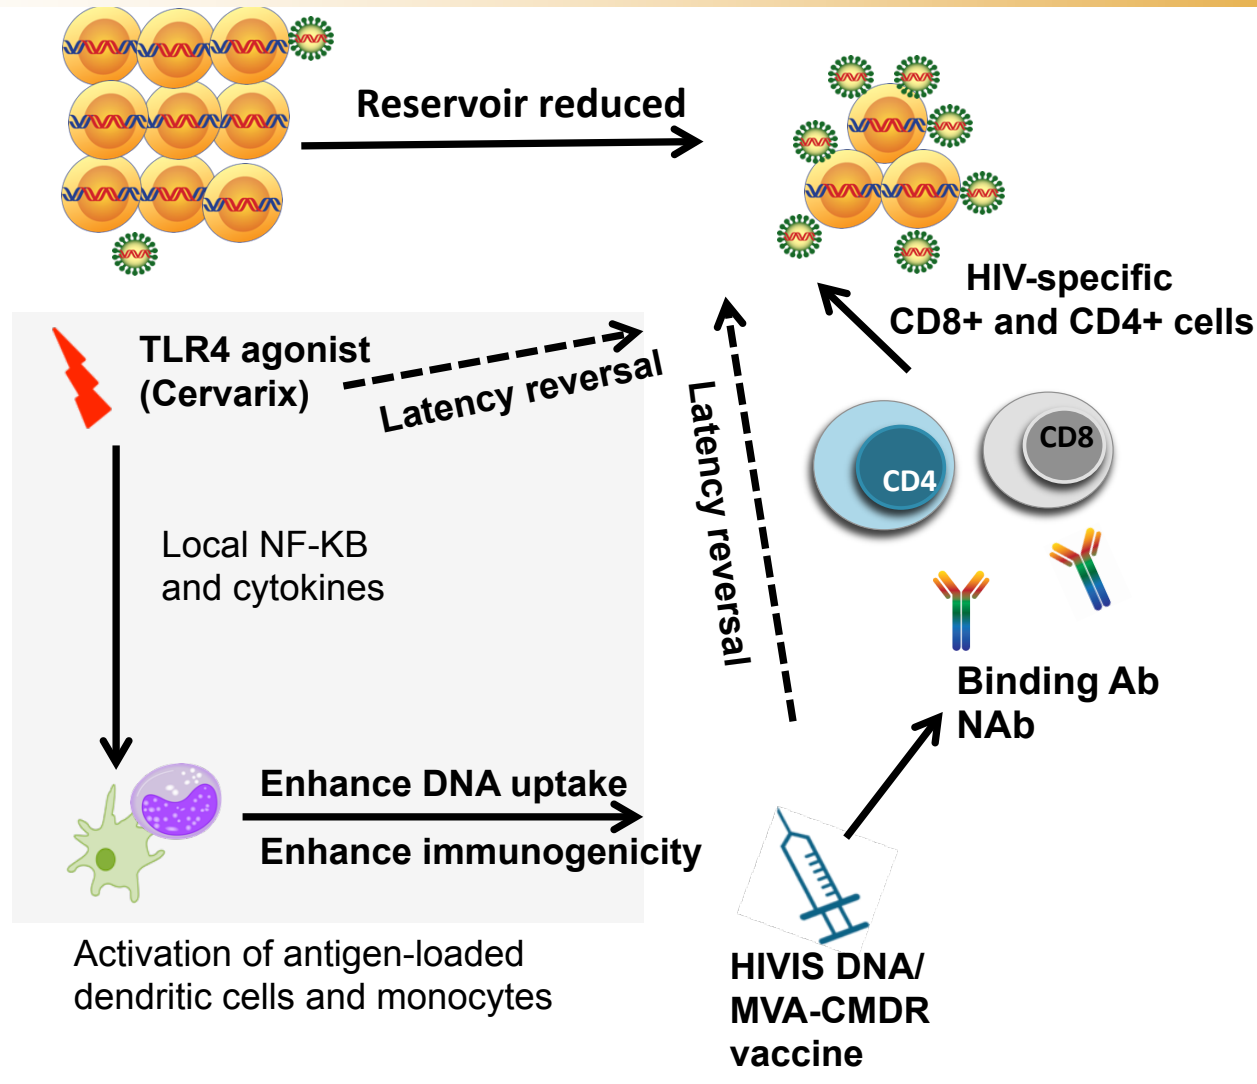 Reservoir reduced
HIV-specific
CD8+ and CD4+ cells
TLR4 agonist
(Cervarix)
Latency reversal
Latency reversal
CD4
CD8
Local NF-KB
and cytokines
Binding Ab
NAb
Enhance DNA uptake
Enhance immunogenicity
Activation of antigen-loaded
dendritic cells and monocytes
HIVIS DNA/
MVA-CMDR
vaccine